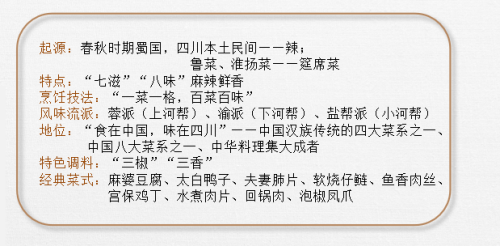 起源：春秋时期蜀国，四川本土民间——辣；
鲁菜、淮扬菜——筵席菜
特点：“七滋”“八味”麻辣鲜香
烹饪技法：“一菜一格，百菜百味”
风味流派：蓉派（上河帮）、渝派（下河帮）、盐帮派（小河帮）
地位：“食在中国，味在四川”——中国汉族传统的四大菜系之一、
中国八大菜系之一、中华料理集大成者
特色调料：“三椒”“三香”
经典菜式：麻婆豆腐、太白鸭子、夫妻肺片、软烧仔鲢、鱼香肉丝、
宫保鸡丁、水煮肉片、回锅肉、泡椒凤爪